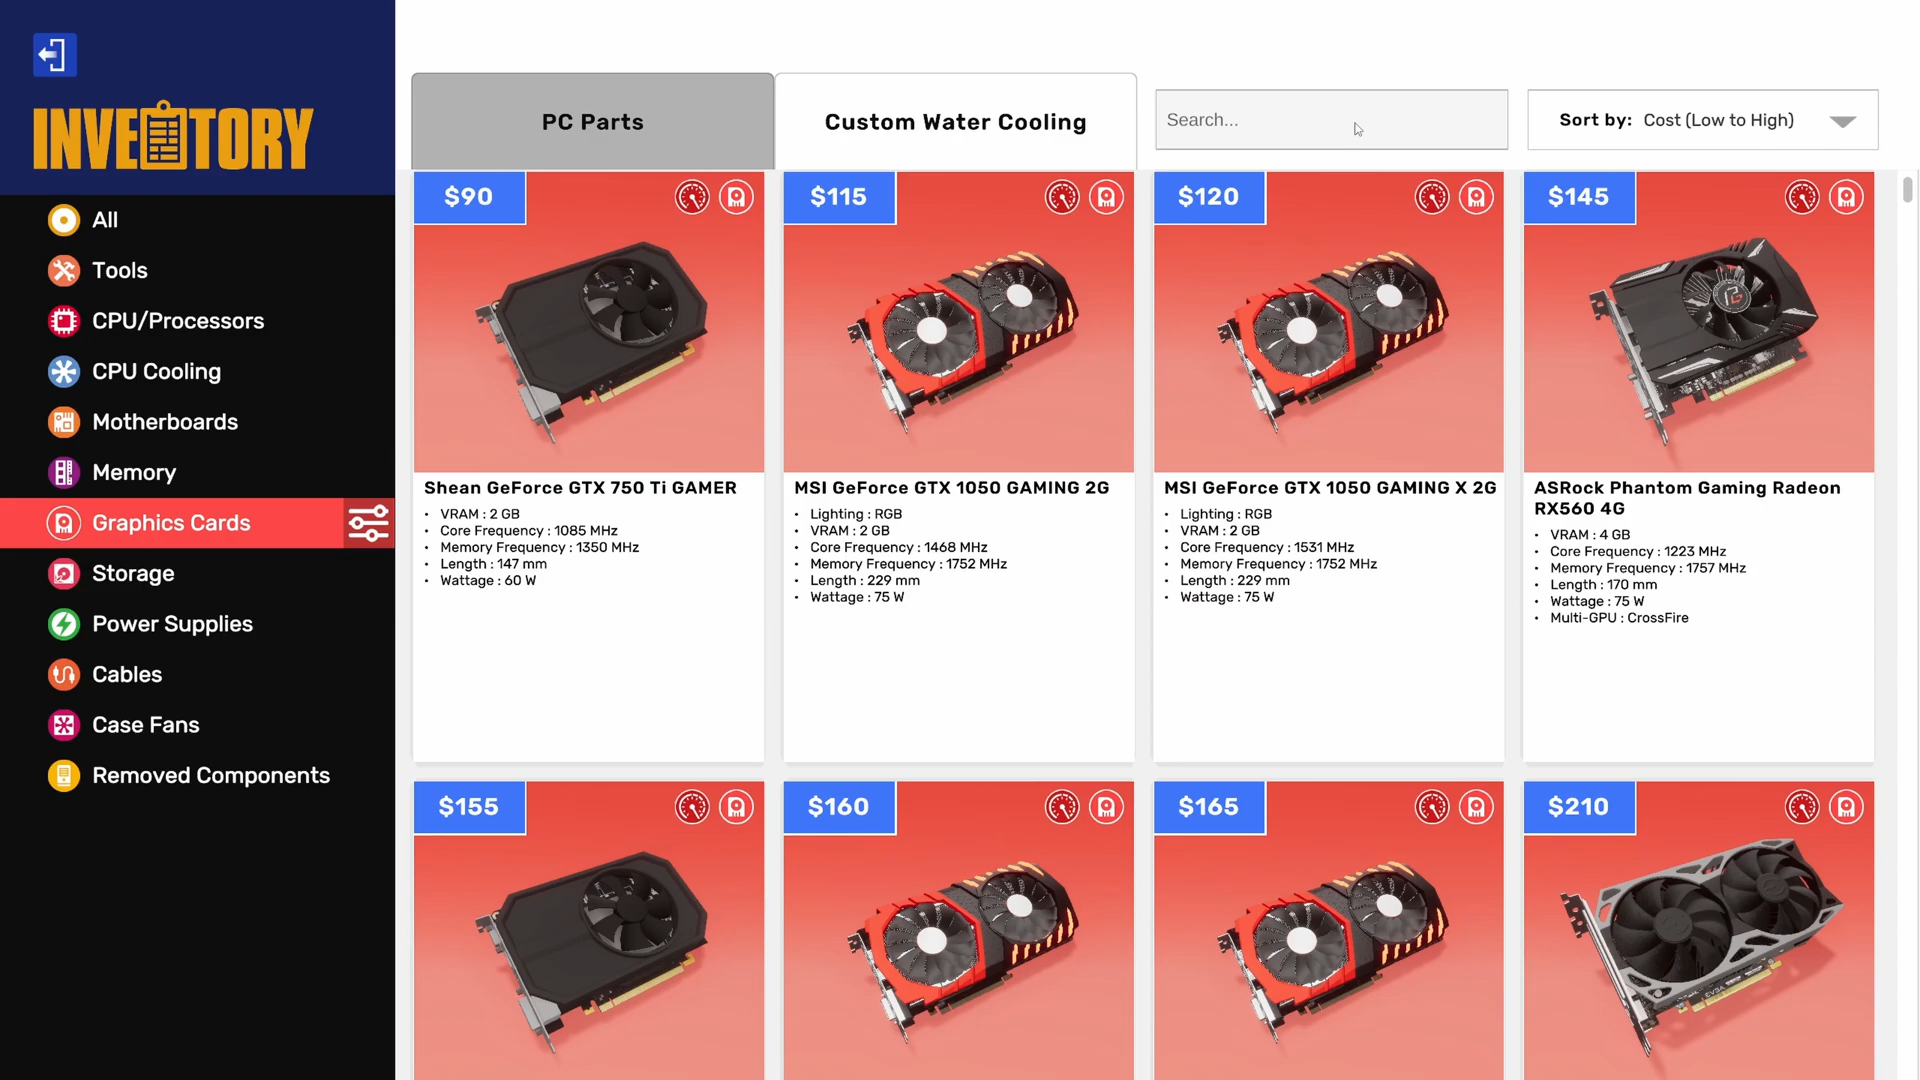 INVENTORY
All
Tools
CPU/Processors
CPU Cooling
Motherboards
Memory
Graphics Cards
Storage
Power Supplies
Cables
Case Fans
Removed Components
PC Parts
Custom Water Cooling
Search...
Sort by: Cost (Low to High)
$90
Shean GeForce GTX 750 Ti GAMER
• VRAM : 2 GB
• Core Frequency : 1085 MHz
• Memory Frequency : 1350 MHz
• Length : 147 mm
• Wattage : 60 W
$115
MSI GeForce GTX 1050 GAMING 2G
• Lighting : RGB
• VRAM : 2 GB
• Core Frequency : 1468 MHz
• Memory Frequency : 1752 MHz
• Length : 229 mm
• Wattage : 75 W
$120
MSI GeForce GTX 1050 GAMING X 2G
• Lighting : RGB
• VRAM : 2 GB
• Core Frequency : 1531 MHz
• Memory Frequency : 1752 MHz
• Length : 229 mm
• Wattage : 75 W
$145
ASRock Phantom Gaming Radeon
RX560 4G
• VRAM : 4 GB
• Core Frequency : 1223 MHz
• Memory Frequency : 1757 MHz
• Length : 170 mm
• Wattage : 75 W
• Multi-GPU : CrossFire
$155
$160
$165
$210
EVGA